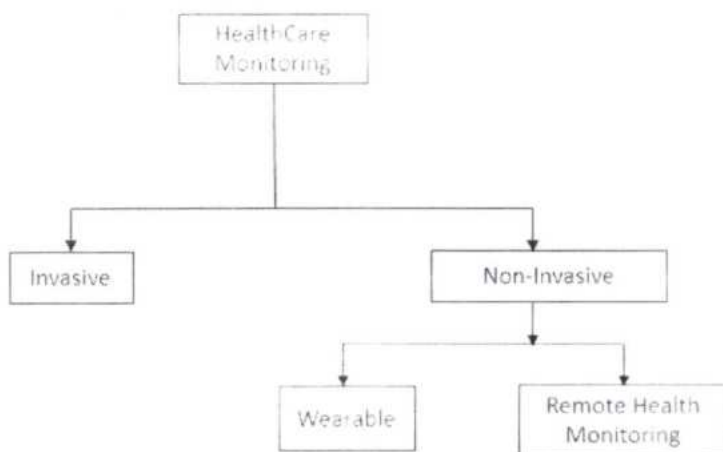 HealthCare
Monitoring
Invasive
Non-Invasive
Wearable
Remote Health
Monitoring